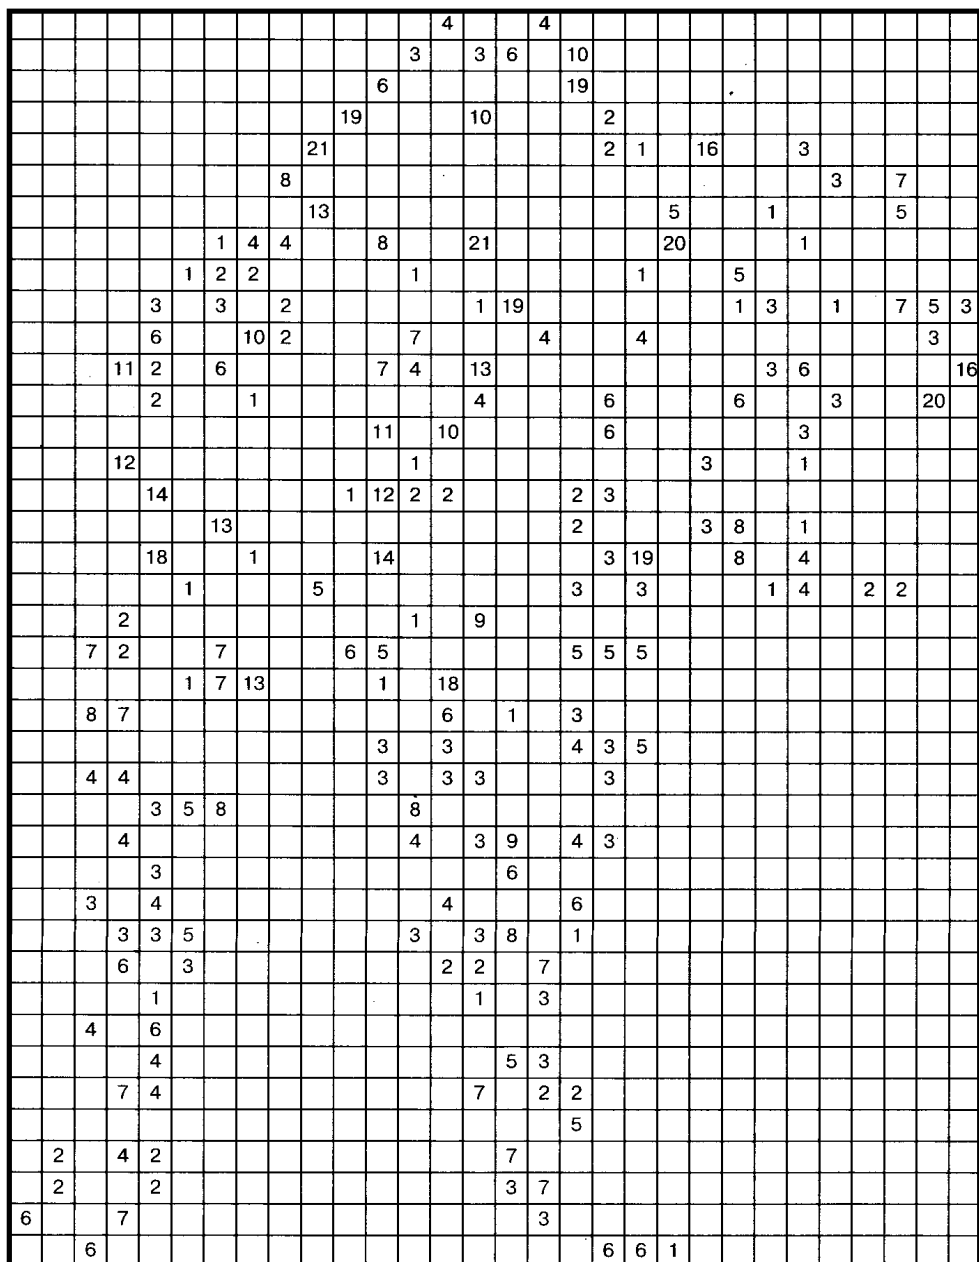 4 4
3 3 6 10
6 19
19 10 2
21 2 1 16 3
8 3 7
13 5 1 5
1 4 4 8 21 20 1
1 2 2 1 1 5
3 3 2 1 19 1 3 1 7 5 3
6 10 2 7 4 4 3
11 2 6 7 4 13 3 6 16
2 1 4 6 6 3 20
11 10 6 3
12 1 3 1
14 1 12 2 2 2 3
13 2 3 8 1
18 1 14 3 19 8 4
1 5 3 3 1 4 2 2
2 1 9
7 2 7 6 5 5 5 5
1 7 13 1 18
8 7 6 1 3
3 3 4 3 5
4 4 3 3 3 3
3 5 8 8
4 4 3 9 4 3
3 6
3 4 4 6
3 3 5 3 3 8 1
6 3 2 2 7
1 1 3
4 6
4 5 3
7 4 7 2 2
5
2 4 2 7
2 2 3 7
6 7 3
6 6 6 1